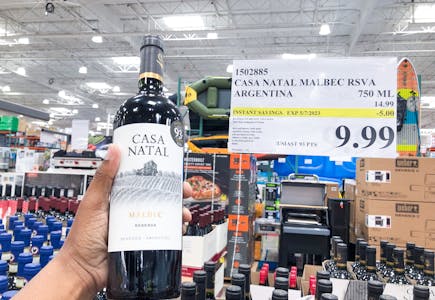 1502885
CASA NATAL MALBEC RSVA
ARGENTINA 750 ML
14.99
INSTANT SAVINGS EXP 5/7/2023 -5.00
9.99
CASA
NATAL
MALBEC